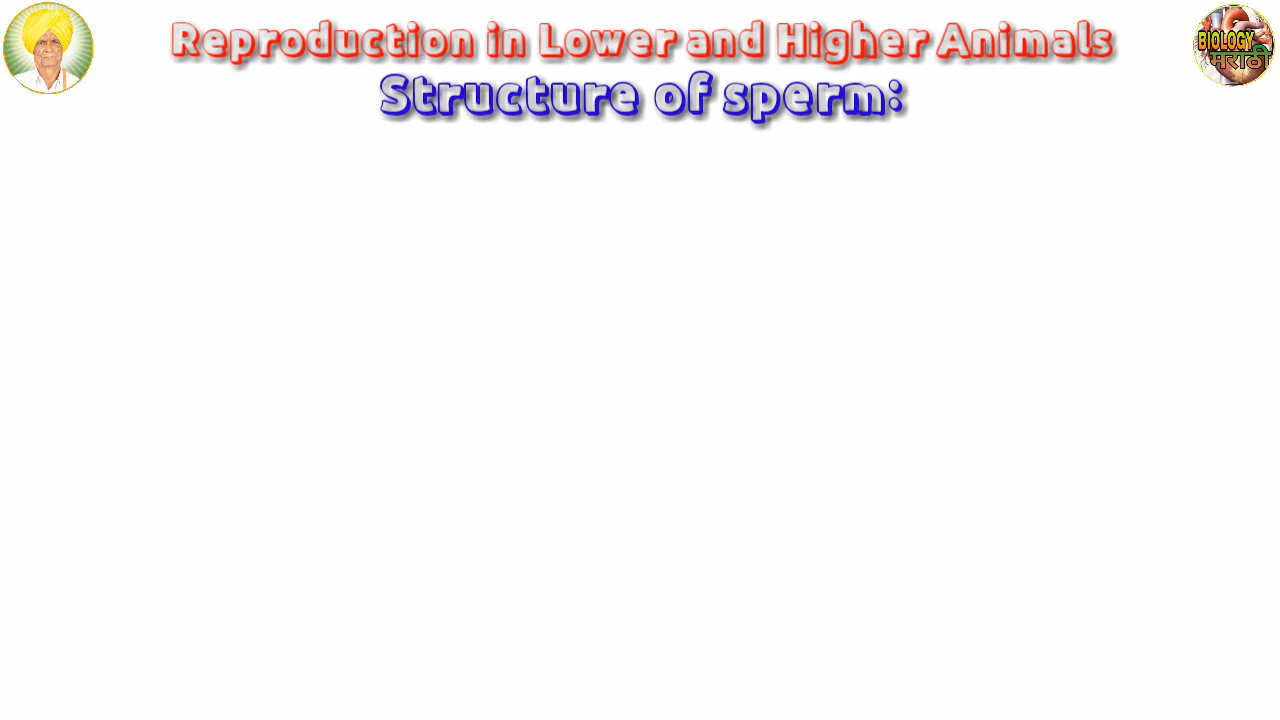 Reproduction in Lower and Higher Animals
Structure of sperm:
BIOLOGY
मराठी